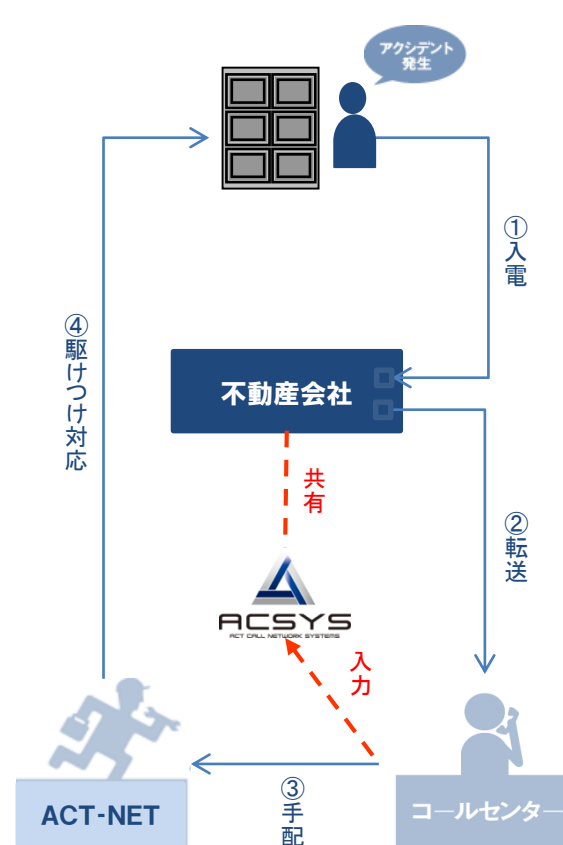 アクシデント
発生
①入電
④駆けつけ対応
不動産会社
共有
②転送
ACSYS
ACT CALL NETWORK SYSTEMS
入力
③手配
ACT-NET
コールセンター